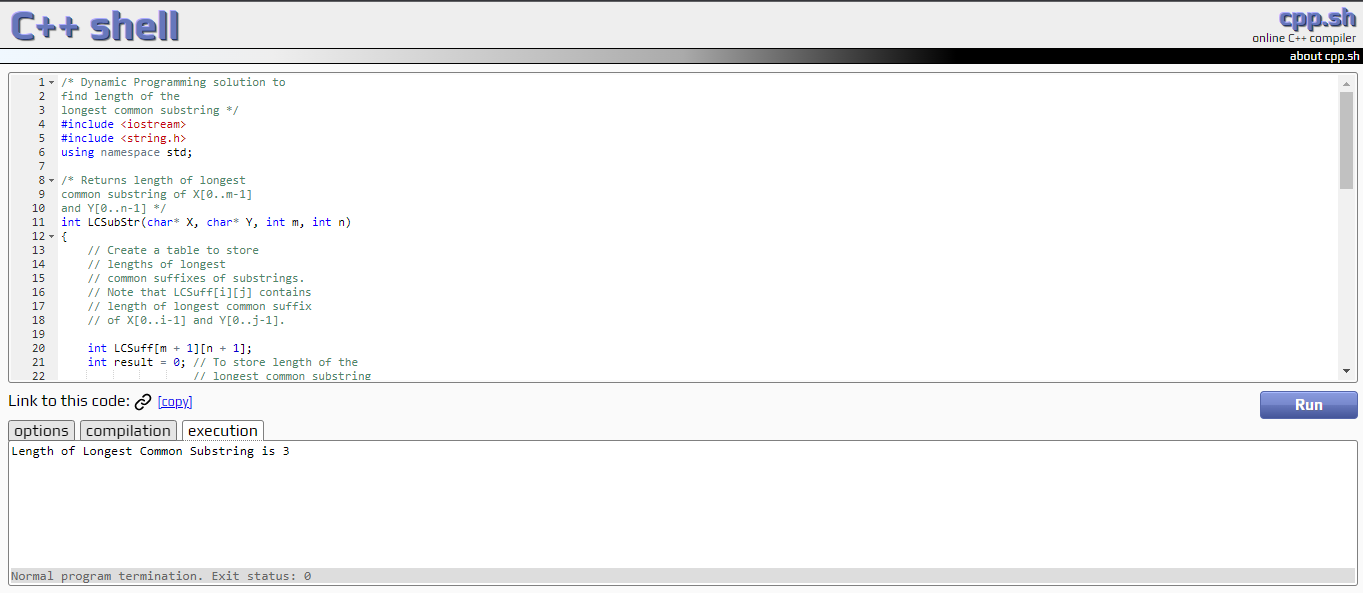 C++ shell
cpp.sh
online C++ compiler
about cpp.sh
1 /* Dynamic Programming solution to
2 find length of the
3 longest common substring */
4 #include <iostream>
5 #include <string.h>
6 using namespace std;
7
8 /* Returns length of longest
9 common substring of X[0..m-1]
10 and Y[0..n-1] */
11 int LCSubStr(char* X, char* Y, int m, int n)
12 {
13 // Create a table to store
14 // lengths of longest
15 // common suffixes of substrings.
16 // Note that LCSuff[i][j] contains
17 // length of longest common suffix
18 // of X[0..i-1] and Y[0..j-1].
19
20 int LCSuff[m + 1][n + 1];
21 int result = 0; // To store length of the
22 // longest common substring
Link to this code: [copy]
Run
options compilation execution
Length of Longest Common Substring is 3
Normal program termination. Exit status: 0